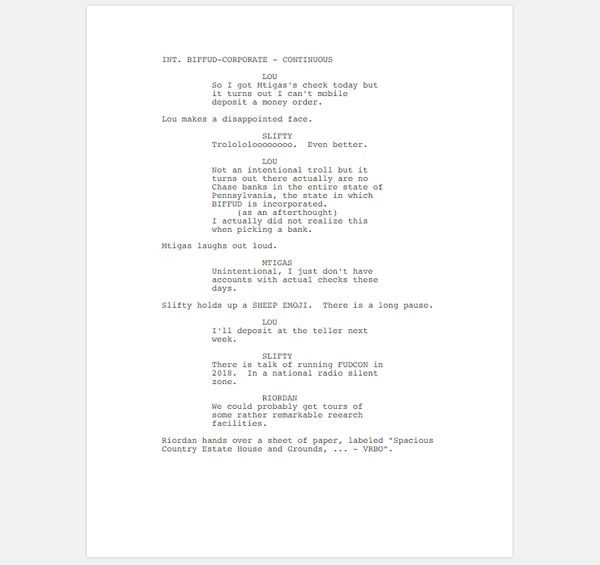 INT. BIFFUD-CORPORATE - CONTINUOUS
LOU
So I got Mtigas's check today but
it turns out I can't mobile
deposit a money order.
Lou makes a disappointed face.
SLIFTY
Trolololoooooooo.  Even better.
LOU
Not an intentional troll but it
turns out there actually are no
Chase banks in the entire state of
Pennsylvania, the state in which
BIFFUD is incorporated.
(as an afterthought)
I actually did not realize this
when picking a bank.
Mtigas laughs out loud.
MTIGAS
Unintentional, I just don't have
accounts with actual checks these
days.
Slifty holds up a SHEEP EMOJI.  There is a long pause.
LOU
I'll deposit at the teller next
week.
SLIFTY
There is talk of running FUDCON in
2018.  In a national radio silent
zone.
RIORDAN
We could probably get tours of
some rather remarkable reearch
facilities.
Riordan hands over a sheet of paper, labeled "Spacious
Country Estate House and Grounds, ... - VRBO".